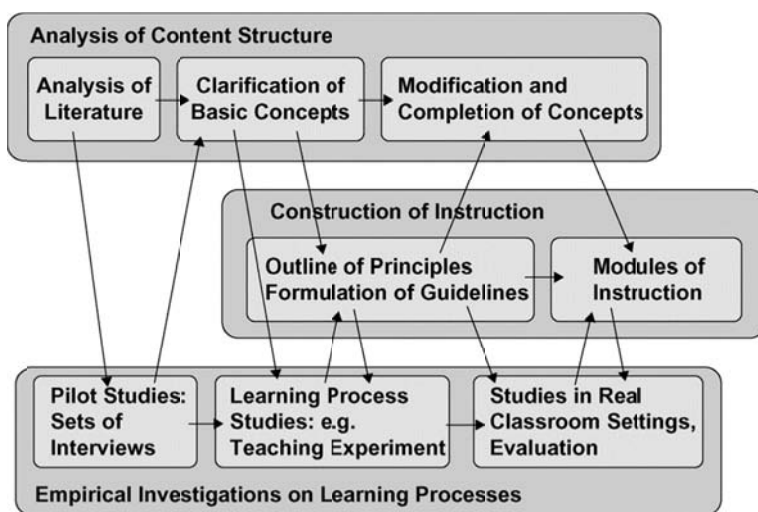 Analysis of Content Structure
Analysis of
Literature
Clarification of
Basic Concepts
Modification and
Completion of Concepts
Construction of Instruction
Outline of Principles
Formulation of Guidelines
Modules of
Instruction
Pilot Studies:
Sets of
Interviews
Learning Process
Studies: e.g.
Teaching Experiment
Studies in Real
Classroom Settings,
Evaluation
Empirical Investigations on Learning Processes